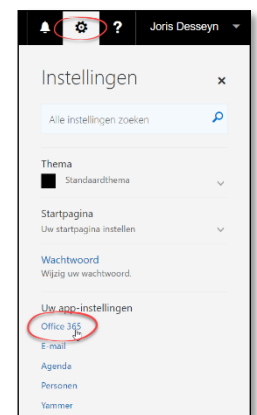 ? Joris Desseyn
Instellingen ×
Alle instellingen zoeken
Thema
Standaardthema
Startpagina
Uw startpagina instellen
Wachtwoord
Wijzig uw wachtwoord.
Uw app-instellingen
Office 365
E-mail
Agenda
Personen
Yammer